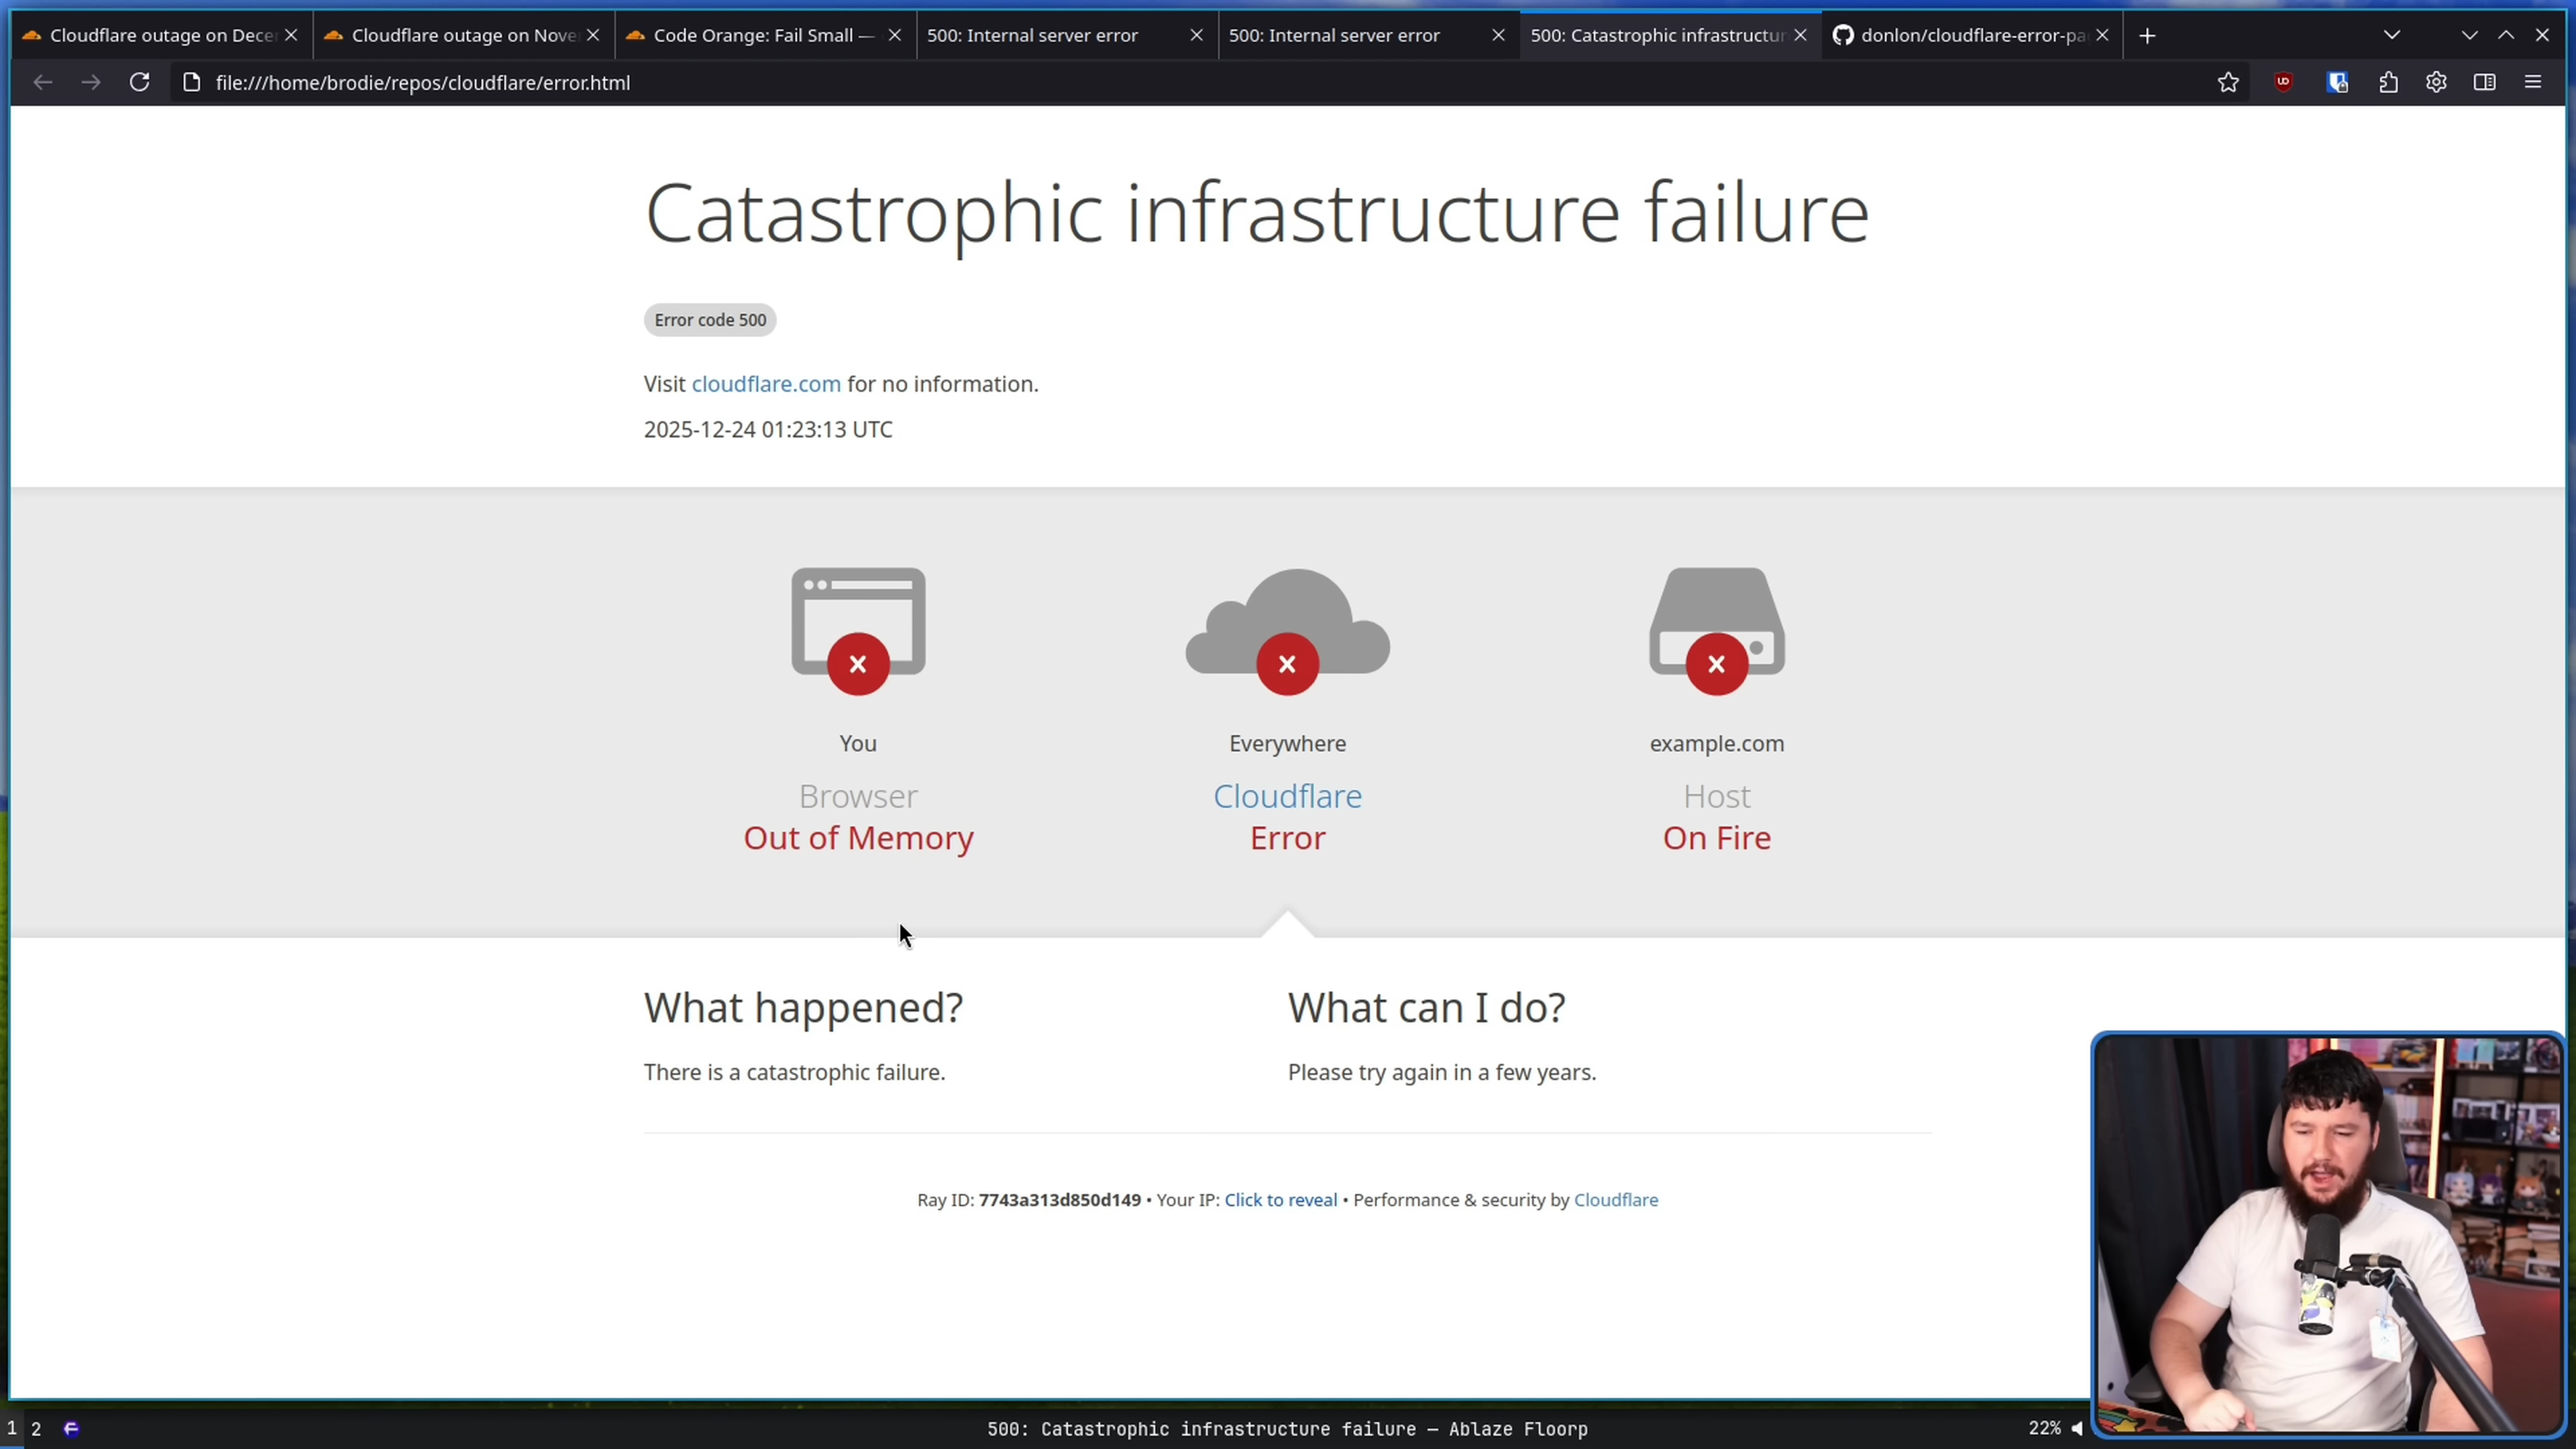 Cloudflare outage on Dece
Cloudflare outage on Nove
Code Orange: Fail Small —
500: Internal server error
500: Internal server error
500: Catastrophic infrastructur
donlon/cloudflare-error-pa
file:///home/brodie/repos/cloudflare/error.html
Catastrophic infrastructure failure
Error code 500
Visit cloudflare.com for no information.
2025-12-24 01:23:13 UTC
You
Everywhere
example.com
Browser
Cloudflare
Host
Out of Memory
Error
On Fire
What happened?
What can I do?
There is a catastrophic failure.
Please try again in a few years.
Ray ID: 7743a313d850d149 • Your IP: Click to reveal • Performance & security by Cloudflare
1 2
500: Catastrophic infrastructure failure — Ablaze Floorp
22%